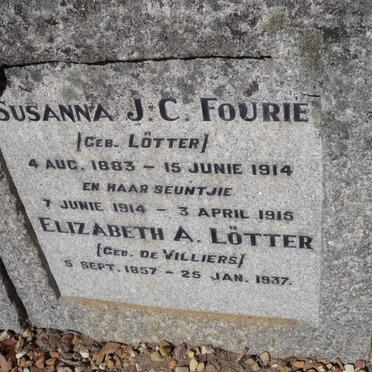 SUSANNA J.C. FOURIE
[GEB. LÖTTER]
4 AUG. 1883 - 15 JUNIE 1914
EN HAAR SEUNTJIE
7 JUNIE 1914 - 3 APRIL 1915
ELIZABETH A. LÖTTER
[GEB. DE VILLIERS]
5 SEPT. 1857 - 25 JAN. 1937.